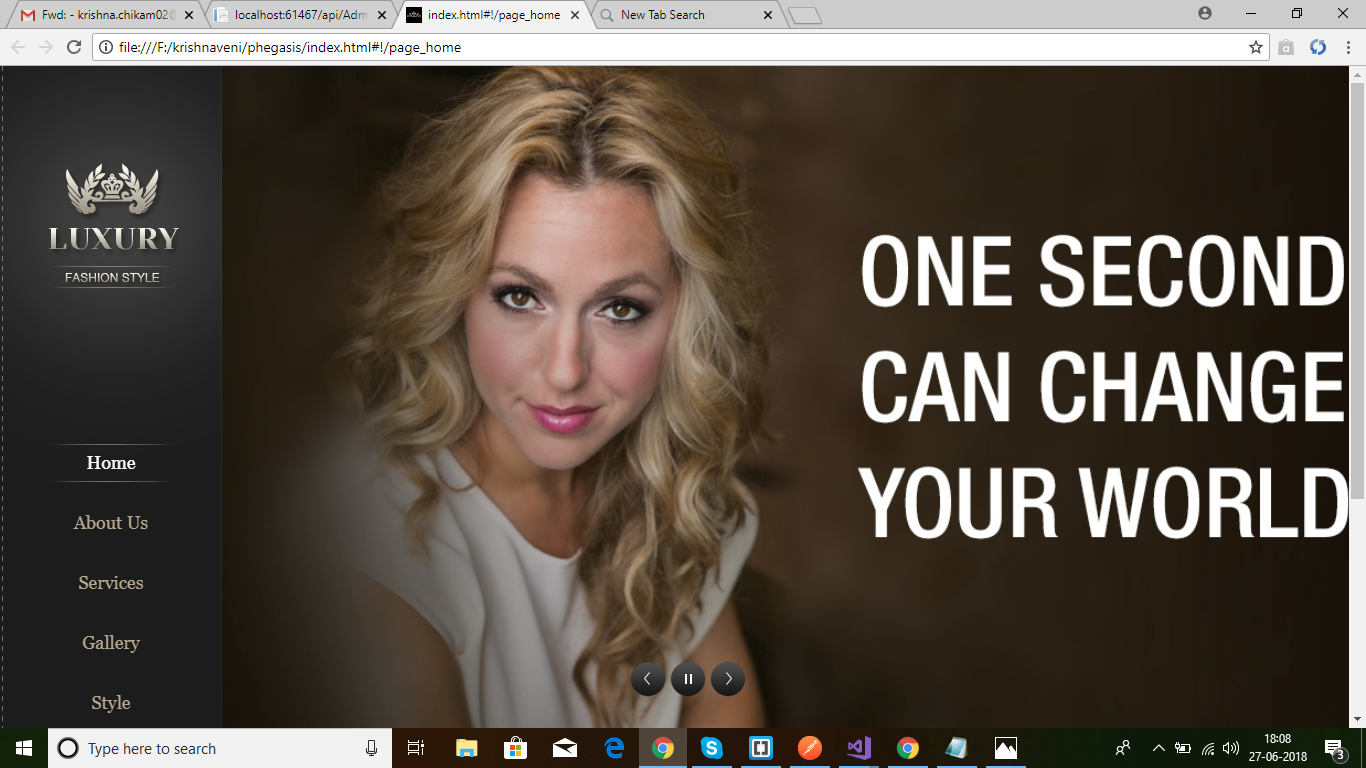 Fwd: - krishna.chikam02@
localhost:61467/api/Adm
index.html#!/page_home
New Tab Search
file:///F:/krishnaveni/phegasis/index.html#!/page_home
LUXURY
FASHION STYLE
Home
About Us
Services
Gallery
Style
ONE SECOND
CAN CHANGE
YOUR WORLD
Type here to search
18:08
27-06-2018
3